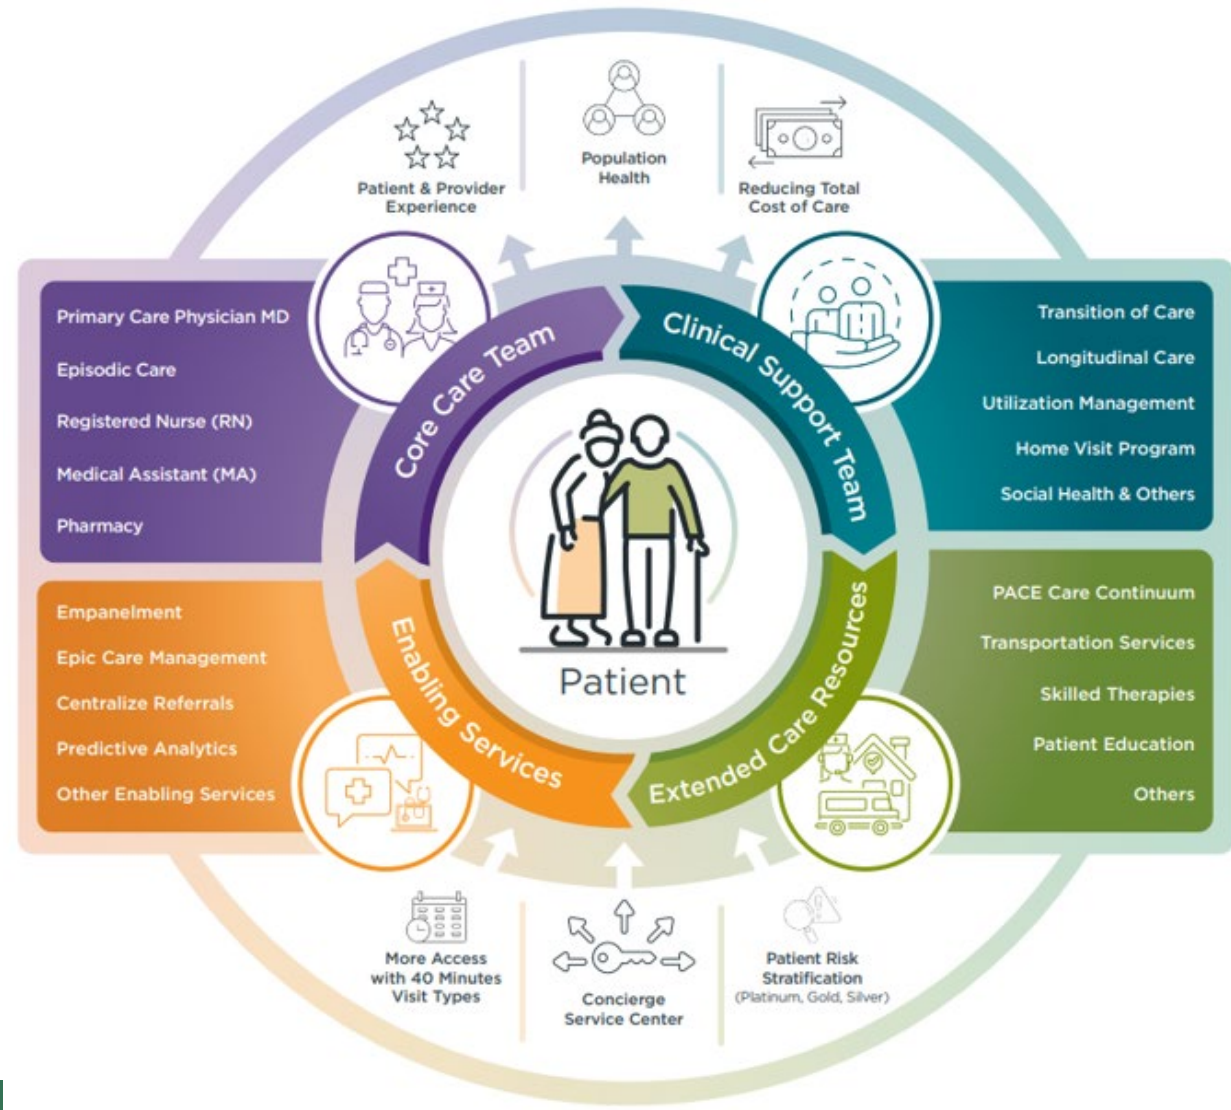 Patient & Provider
Experience
Population
Health
Reducing Total
Cost of Care
Primary Care Physician MD
Episodic Care
Registered Nurse (RN)
Medical Assistant (MA)
Pharmacy
Core Care Team
Clinical Support Team
Transition of Care
Longitudinal Care
Utilization Management
Home Visit Program
Social Health & Others
Patient
Empanelment
Epic Care Management
Centralize Referrals
Predictive Analytics
Other Enabling Services
Enabling Services
Extended Care Resources
PACE Care Continuum
Transportation Services
Skilled Therapies
Patient Education
Others
More Access
with 40 Minutes
Visit Types
Concierge
Service Center
Patient Risk
Stratification
(Platinum, Gold, Silver)